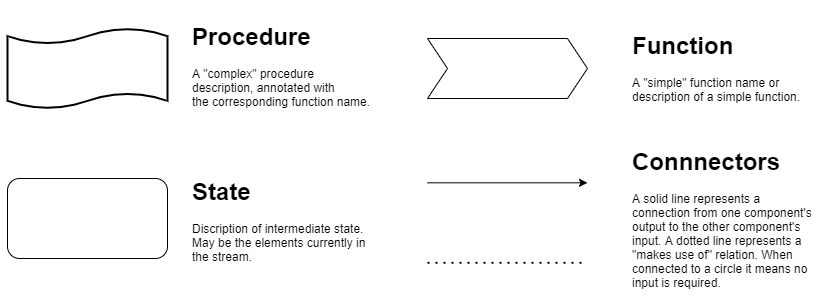 Procedure
A "complex" procedure
description, annotated with
the corresponding function name.
Function
A "simple" function name or
description of a simple function.
State
Discription of intermediate state.
May be the elements currently in
the stream.
Connnectors
A solid line represents a
connection from one component's
output to the other component's
input. A dotted line represents a
"makes use of" relation. When
connected to a circle it means no
input is required.